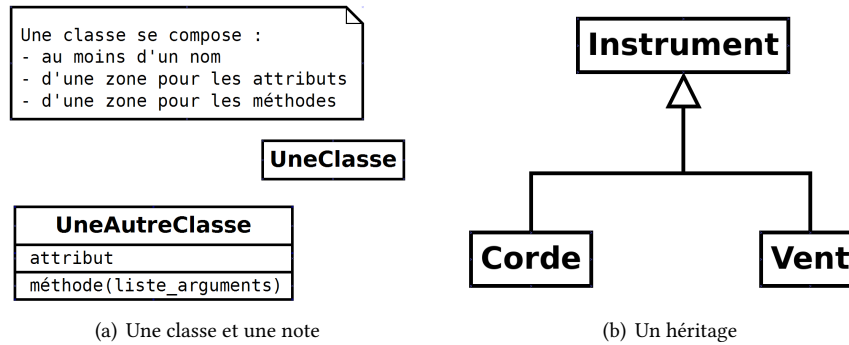 Une classe se compose :
- au moins d'un nom
- d'une zone pour les attributs
- d'une zone pour les méthodes
UneClasse
UneAutreClasse
attribut
méthode(liste_arguments)
(a) Une classe et une note
Instrument
Corde
Vent
(b) Un héritage